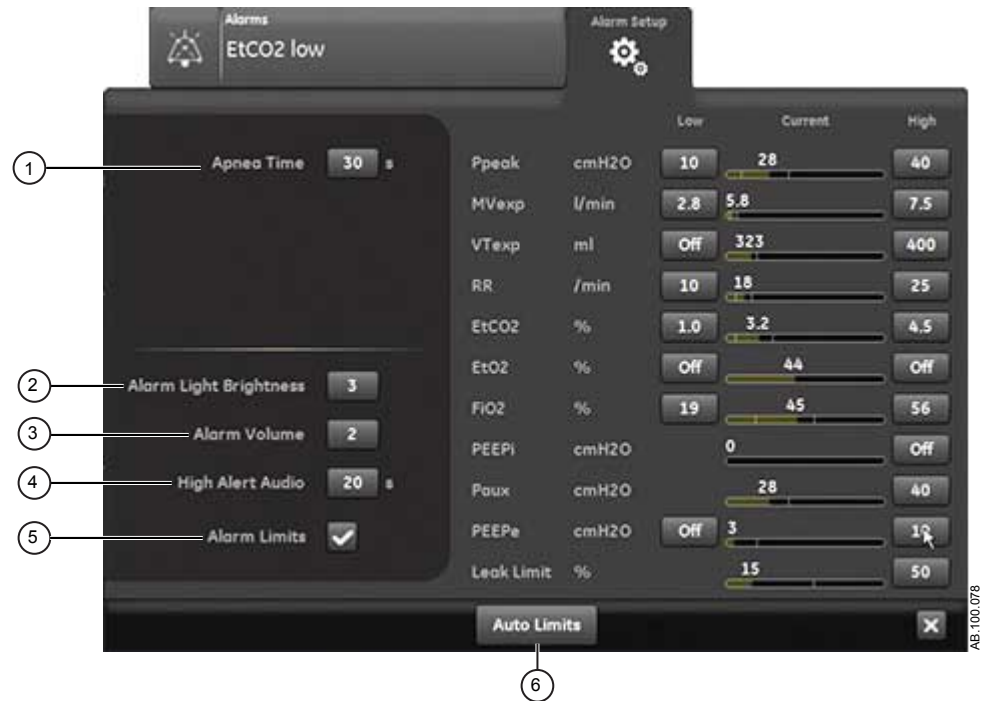 Alarms
EtCO2 low
Alarm Setup
Low Current High
1 Apnea Time 30 s
Ppeak cmH2O 10 28 40
MVexp l/min 2.8 5.8 7.5
VTexp ml Off 323 400
RR /min 10 18 25
EtCO2 % 1.0 3.2 4.5
EtO2 % Off 44 Off
FiO2 % 19 45 56
PEEPi cmH2O 0 Off
Paux cmH2O 28 40
PEEPe cmH2O Off 3
Leak Limit % 15 50
2 Alarm Light Brightness 3
3 Alarm Volume 2
4 High Alert Audio 20 s
5 Alarm Limits
Auto Limits
6
AB.100.078